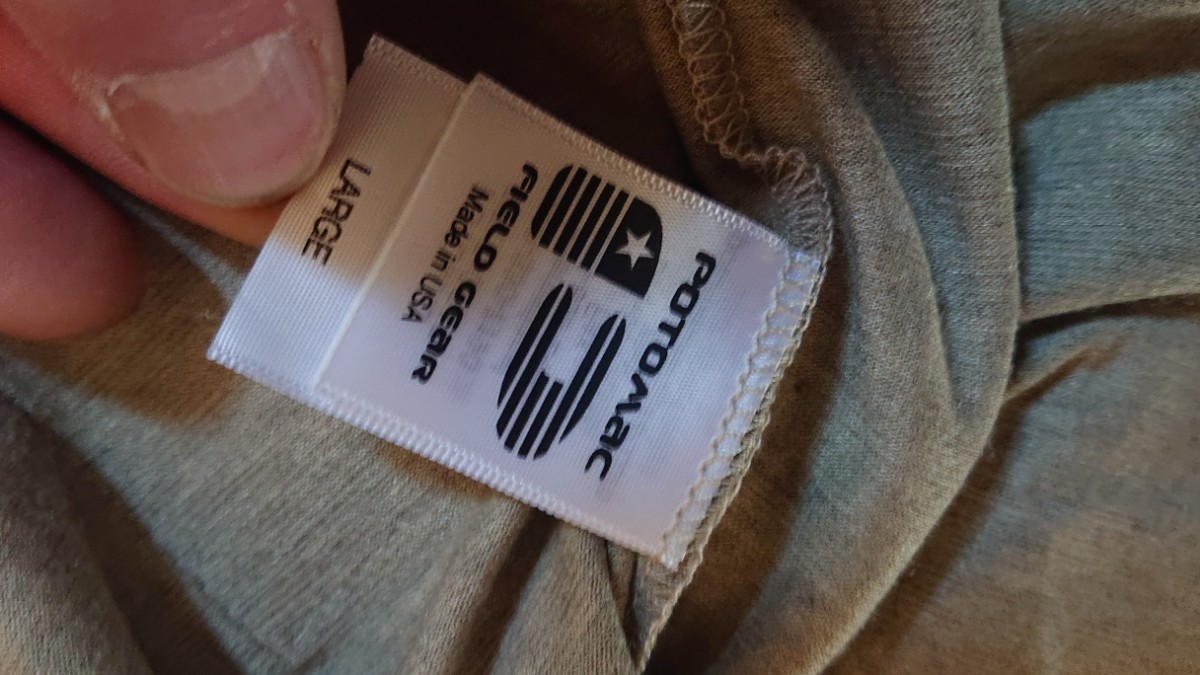 POTOMAC
FIELD GEAR
Made in USA
LARGE